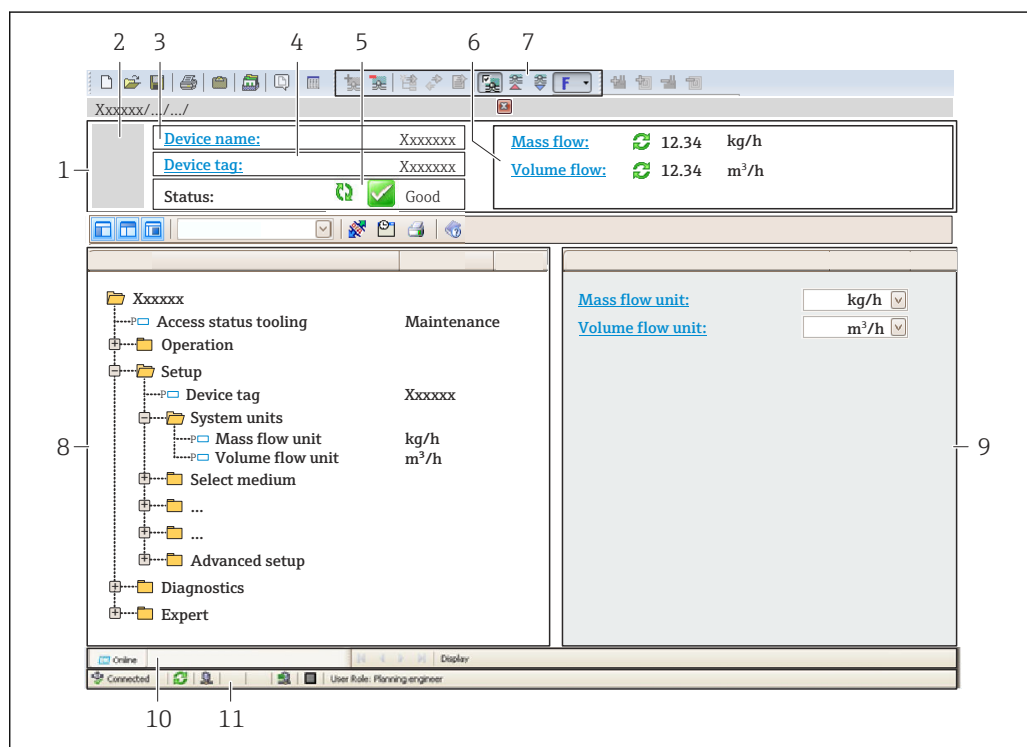 2 3 4 5 6 7
F
Xxxxxx/.../.../
1
Device name: Xxxxxxx
Device tag: Xxxxxxx
Status: Good
Mass flow: 12.34 kg/h
Volume flow: 12.34 m³/h
Xxxxxx
P Access status tooling Maintenance
Operation
Setup
P Device tag Xxxxxx
System units
P Mass flow unit kg/h
P Volume flow unit m³/h
Select medium
...
...
Advanced setup
Diagnostics
Expert
8
Mass flow unit: kg/h
Volume flow unit: m³/h
9
Online Display
Connected User Role: Planning engineer
10 11